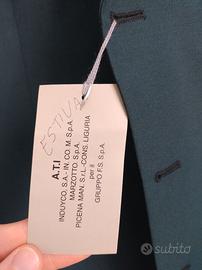 ESTIVA
A.T.I
INDUYCO, S.A - IN. CO. M. S.p.A.
MARZOTTO, S.p.A.
PICENA MAN. S.r.L.-CONS. LIGURIA
per il
GRUPPO F.S. S.p.A.
subito